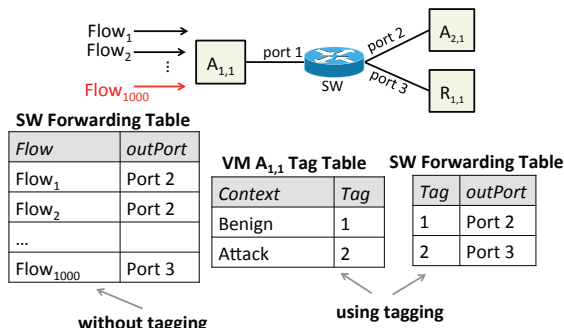 Flow1
Flow2
⋮
Flow1000
A1,1
port 1
SW
port 2
port 3
A2,1
R1,1
SW Forwarding Table
Flow outPort
Flow1 Port 2
Flow2 Port 2
...
Flow1000 Port 3
without tagging
VM A1,1 Tag Table
Context Tag
Benign 1
Attack 2
SW Forwarding Table
Tag outPort
1 Port 2
2 Port 3
using tagging